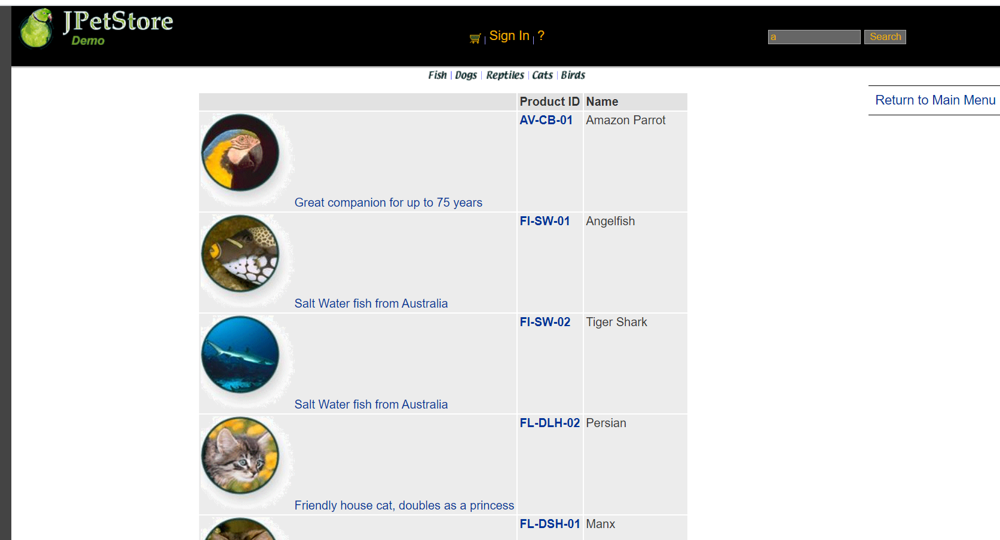 JPetStore
Demo
Sign In
?
a
Search
Fish | Dogs | Reptiles | Cats | Birds
Return to Main Menu
Product ID Name
AV-CB-01 Amazon Parrot
Great companion for up to 75 years
FI-SW-01 Angelfish
Salt Water fish from Australia
FI-SW-02 Tiger Shark
Salt Water fish from Australia
FL-DLH-02 Persian
Friendly house cat, doubles as a princess
FL-DSH-01 Manx